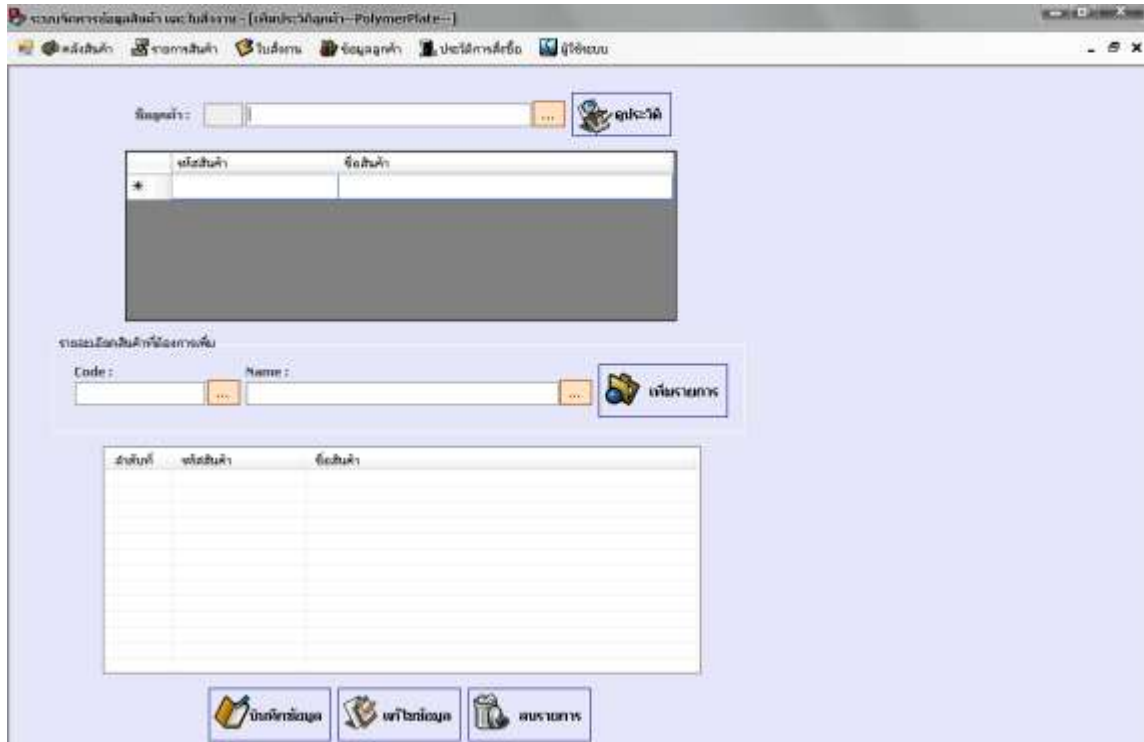 ระบบจัดการข้อมูลสินค้า และ ใบสั่งงาน - [เพิ่มประวัติลูกค้า--PolymerPlate--]
คลังสินค้า รายการสินค้า ใบสั่งงาน ข้อมูลลูกค้า ประวัติการสั่งซื้อ ผู้ใช้ระบบ
ชื่อลูกค้า : ... ดูประวัติ
รหัสสินค้า ชื่อสินค้า
*
รายละเอียดสินค้าที่ต้องการเพิ่ม
Code : Name :
... ... เพิ่มรายการ
ลำดับที่ รหัสสินค้า ชื่อสินค้า
บันทึกข้อมูล แก้ไขข้อมูล ลบรายการ